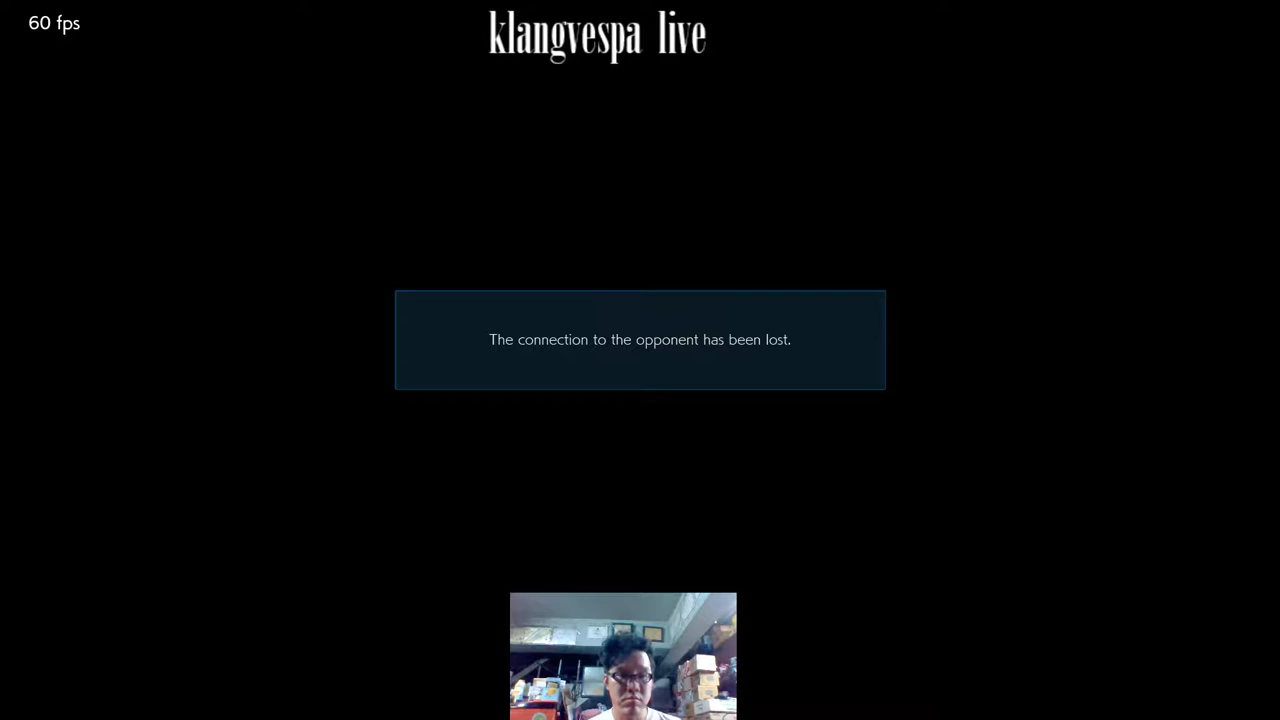 60 fps
klangvespa live
The connection to the opponent has been lost.